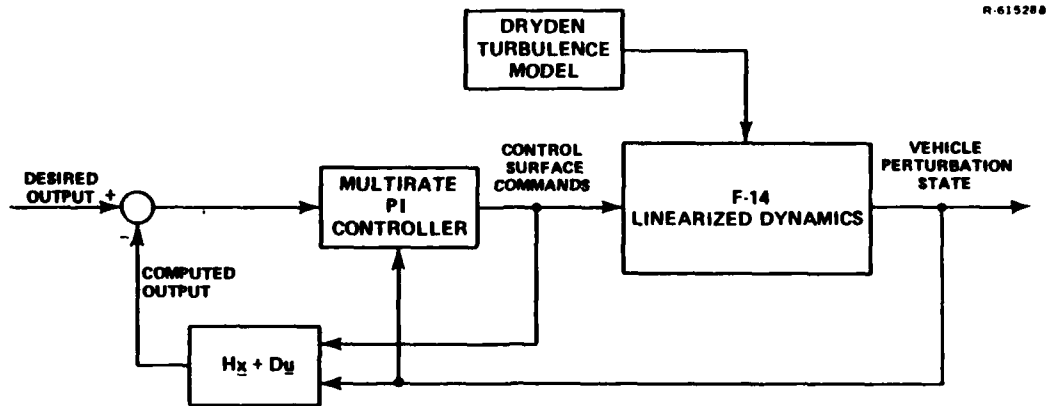 R-61528a
DRYDEN
TURBULENCE
MODEL
DESIRED
OUTPUT
+
-
COMPUTED
OUTPUT
MULTIRATE
PI
CONTROLLER
CONTROL
SURFACE
COMMANDS
F-14
LINEARIZED DYNAMICS
VEHICLE
PERTURBATION
STATE
Hx + Du